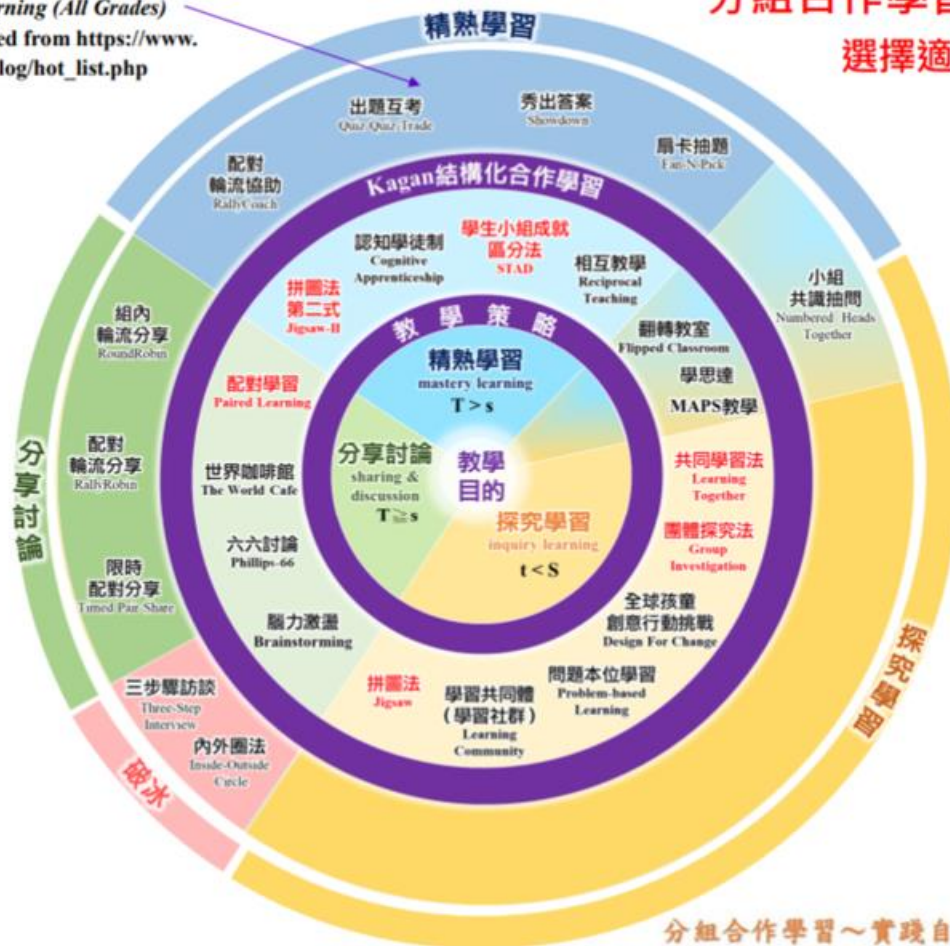 rning (All Grades)
ed from https://www.
log/hot_list.php
分組合作學習
選擇適
精熟學習
出題互考
Quiz-Quiz-Trade
秀出答案
Showdown
扇卡抽題
Fan-N-Pick
配對
輪流協助
RallyCoach
Kagan結構化合作學習
認知學徒制
Cognitive
Apprenticeship
學生小組成就
區分法
STAD
相互教學
Reciprocal
Teaching
拼圖法
第二式
Jigsaw-II
小組
共識抽問
Numbered Heads
Together
組內
輪流分享
RoundRobin
教學策略
翻轉教室
Flipped Classroom
學思達
MAPS教學
精熟學習
mastery learning
T > s
配對學習
Paired Learning
分享討論
sharing &
discussion
T ≧ s
教學
目的
探究學習
inquiry learning
t < S
共同學習法
Learning
Together
團體探究法
Group
Investigation
分享討論
配對
輪流分享
RallyRobin
世界咖啡館
The World Cafe
六六討論
Phillips-66
限時
配對分享
Timed Pair Share
腦力激盪
Brainstorming
全球孩童
創意行動挑戰
Design For Change
問題本位學習
Problem-based
Learning
拼圖法
Jigsaw
學習共同體
(學習社群)
Learning
Community
三步驟訪談
Three-Step
Interview
內外圈法
Inside-Outside
Circle
破冰
探究學習
分組合作學習～實踐自